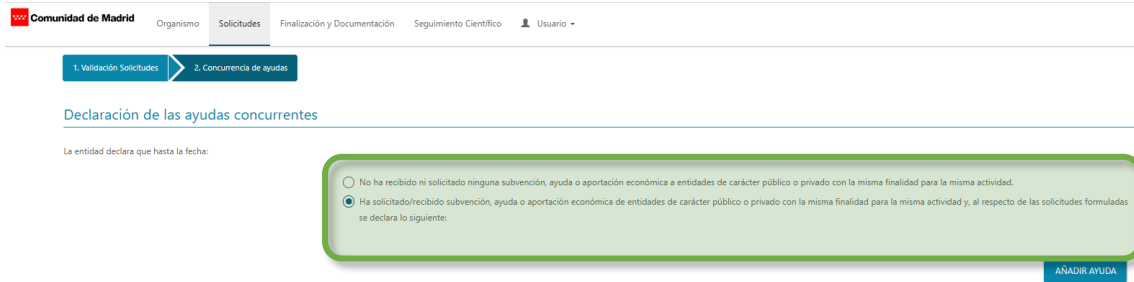 Comunidad de Madrid
Organismo Solicitudes Finalización y Documentación Seguimiento Científico Usuario
1. Validación Solicitudes 2. Concurrencia de ayudas
Declaración de las ayudas concurrentes
La entidad declara que hasta la fecha:
No ha recibido ni solicitado ninguna subvención, ayuda o aportación económica a entidades de carácter público o privado con la misma finalidad para la misma actividad.
Ha solicitado/recibido subvención, ayuda o aportación económica de entidades de carácter público o privado con la misma finalidad para la misma actividad y, al respecto de las solicitudes formuladas
se declara lo siguiente:
AÑADIR AYUDA